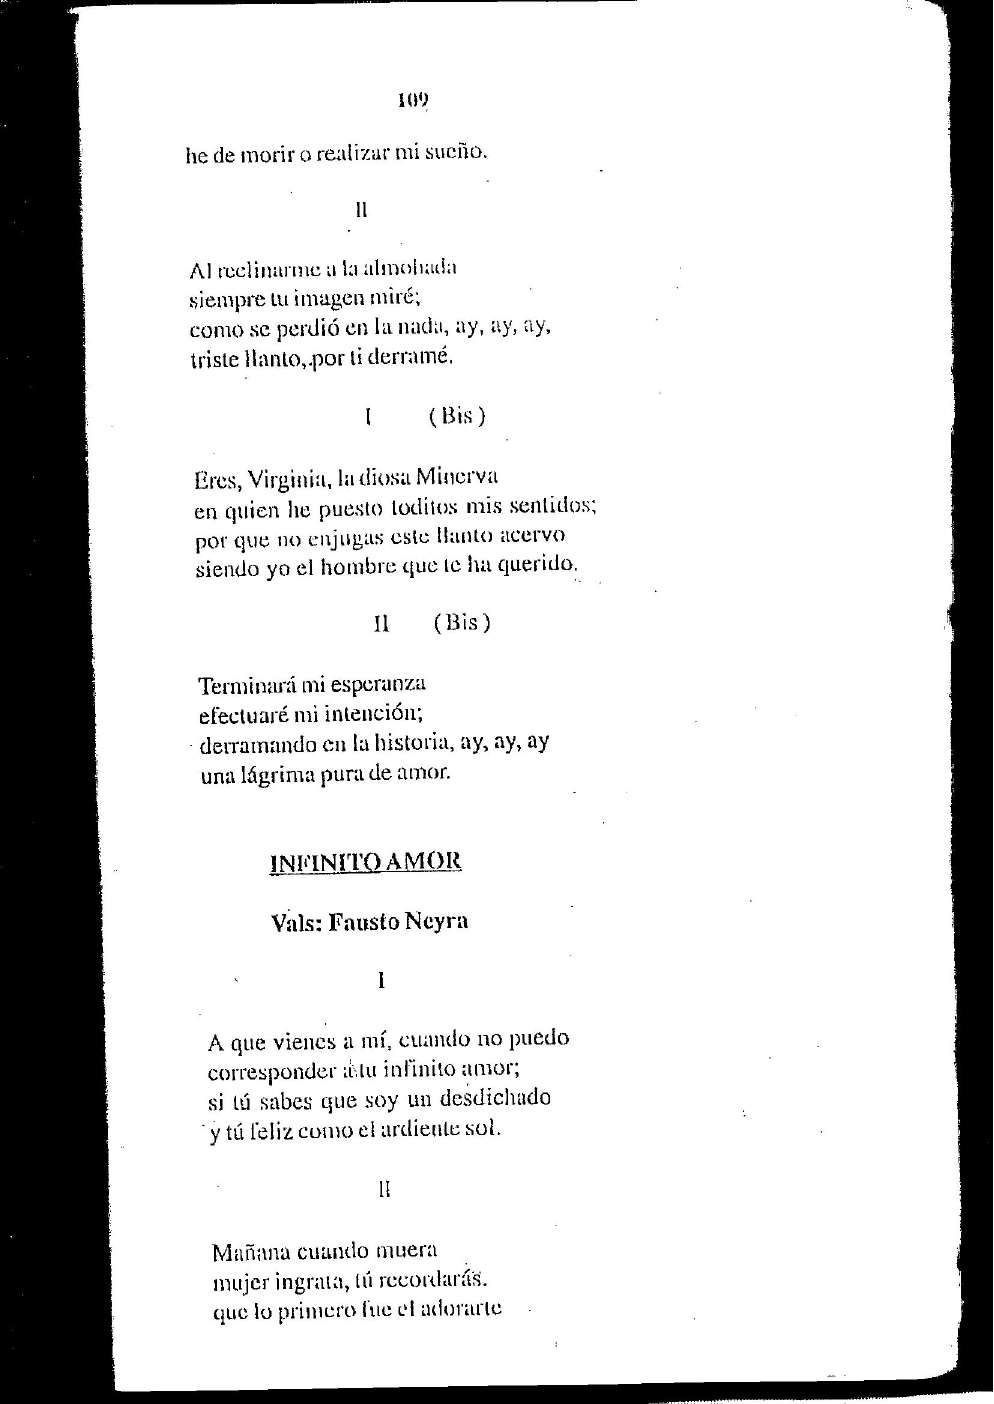 109
he de morir o realizar mi sueño.
II
Al reclinarme a la almohada
siempre tu imagen miré;
como se perdió en la nada, ay, ay, ay,
triste llanto, por ti derramé.
I (Bis)
Eres, Virginia, la diosa Minerva
en quien he puesto toditos mis sentidos;
por que no enjugas este llanto acervo
siendo yo el hombre que te ha querido.
II (Bis)
Terminará mi esperanza
efectuaré mi intención;
derramando en la historia, ay, ay, ay
una lágrima pura de amor.
INFINITO AMOR
Vals: Fausto Neyra
I
A que vienes a mí, cuando no puedo
corresponder a tu infinito amor;
si tú sabes que soy un desdichado
y tú feliz como el ardiente sol.
II
Mañana cuando muera
mujer ingrata, tú recordarás.
que lo primero fue el adorarte